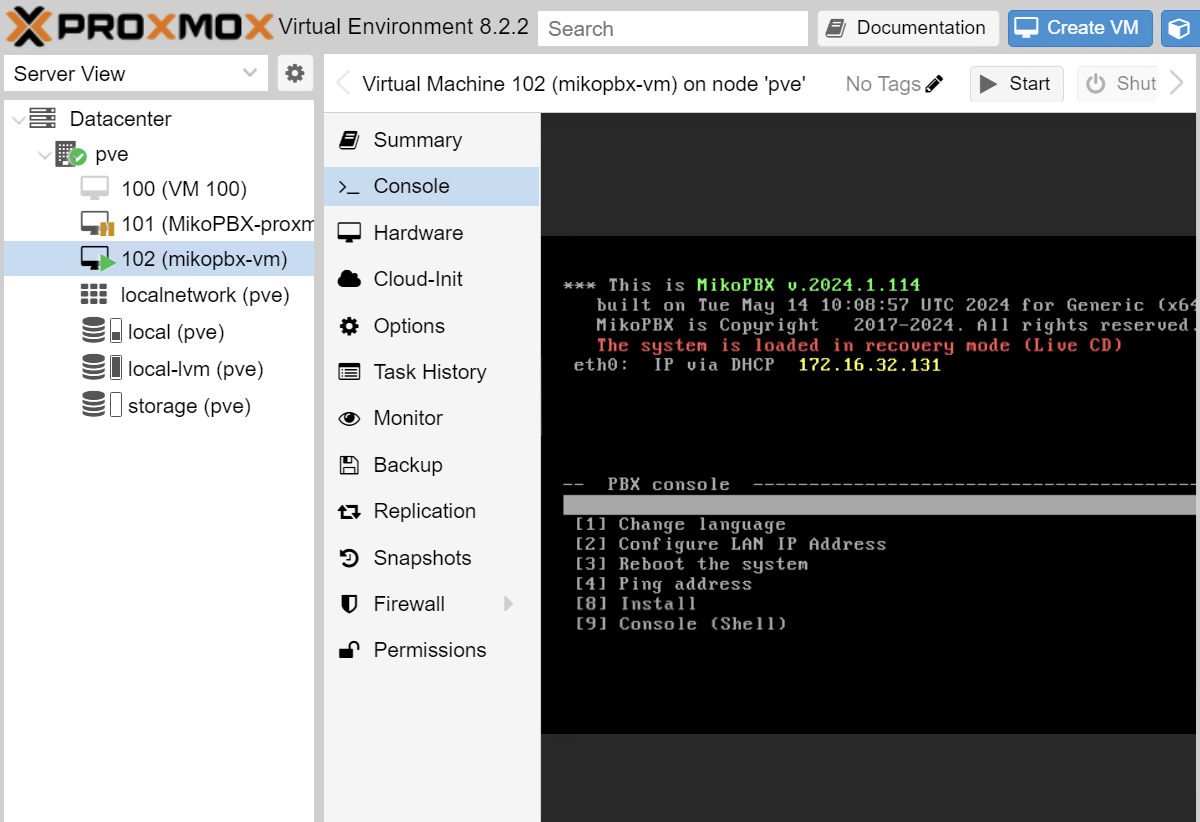 PROXMOX Virtual Environment 8.2.2 Search Documentation Create VM
Server View
Datacenter
pve
100 (VM 100)
101 (MikoPBX-proxm
102 (mikopbx-vm)
localnetwork (pve)
local (pve)
local-lvm (pve)
storage (pve)
Virtual Machine 102 (mikopbx-vm) on node 'pve' No Tags Start Shut
Summary
>_ Console
Hardware
Cloud-Init
Options
Task History
Monitor
Backup
Replication
Snapshots
Firewall
Permissions
*** This is MikoPBX v.2024.1.114
built on Tue May 14 10:08:57 UTC 2024 for Generic (x64
MikoPBX is Copyright 2017-2024. All rights reserved.
The system is loaded in recovery mode (Live CD)
eth0: IP via DHCP 172.16.32.131
-- PBX console ----------------------------------------
[1] Change language
[2] Configure LAN IP Address
[3] Reboot the system
[4] Ping address
[8] Install
[9] Console (Shell)